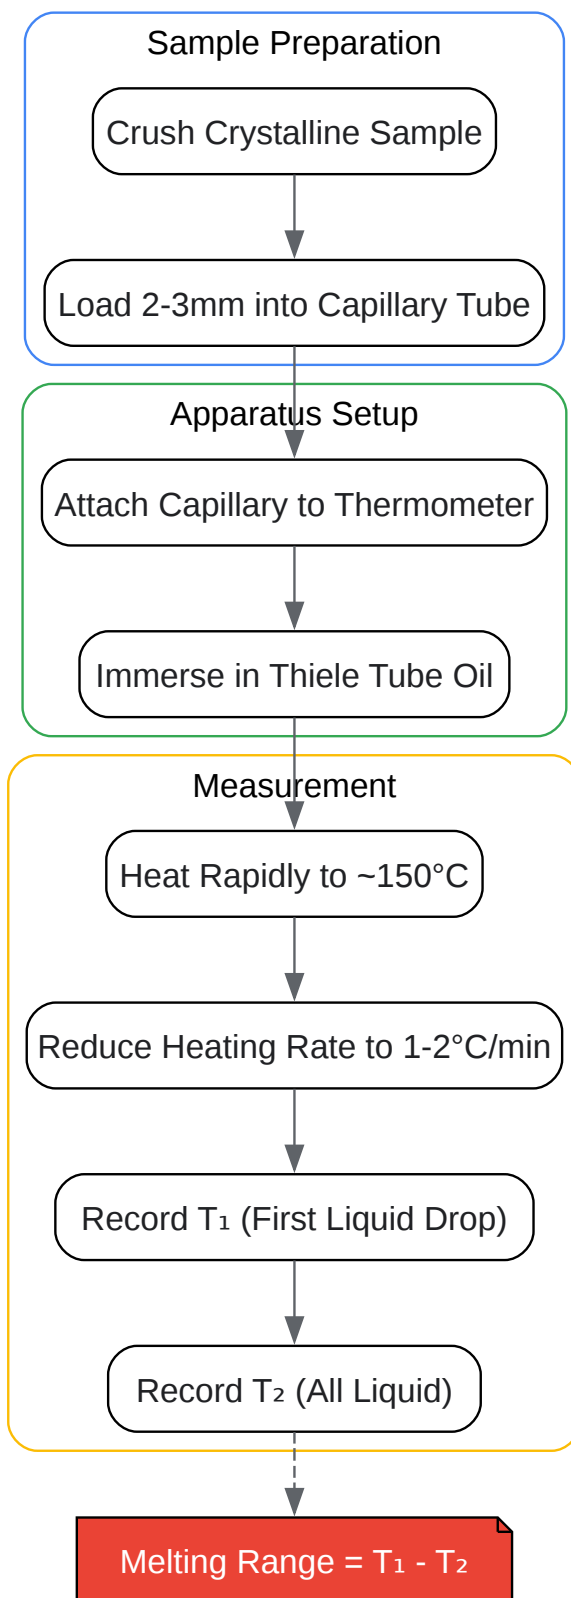 Sample Preparation
Crush Crystalline Sample
Load 2-3mm into Capillary Tube
Apparatus Setup
Attach Capillary to Thermometer
Immerse in Thiele Tube Oil
Measurement
Heat Rapidly to ~150°C
Reduce Heating Rate to 1-2°C/min
Record T₁ (First Liquid Drop)
Record T₂ (All Liquid)
Melting Range = T₁ - T₂